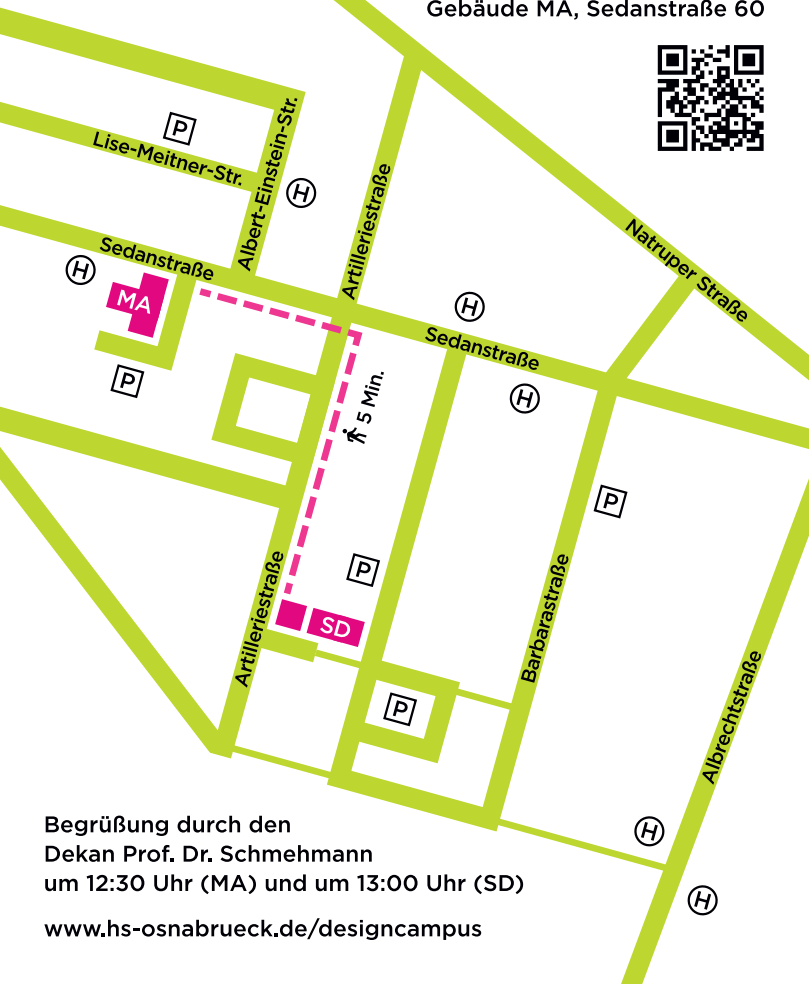 Gebäude MA, Sedanstraße 60
P
Lise-Meitner-Str.
Albert-Einstein-Str.
H
Artilleriestraße
Natruper Straße
Sedanstraße
H
MA
H
Sedanstraße
P
5 Min.
H
P
P
Artilleriestraße
SD
Barbarastraße
P
Albrechtstraße
H
H
Begrüßung durch den
Dekan Prof. Dr. Schmehmann
um 12:30 Uhr (MA) und um 13:00 Uhr (SD)
www.hs-osnabrueck.de/designcampus